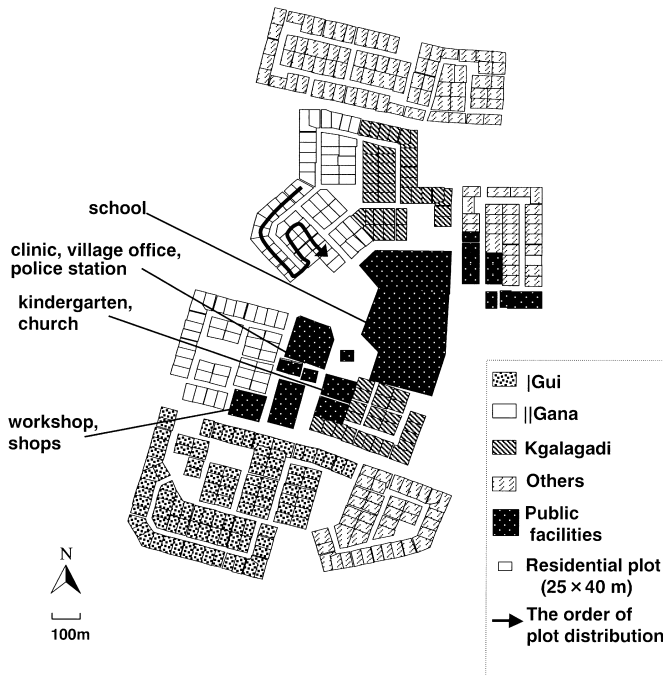 school
clinic, village office,
police station
kindergarten,
church
workshop,
shops
N
100m
|Gui
||Gana
Kgalagadi
Others
Public
facilities
Residential plot
(25×40 m)
The order of
plot distribution